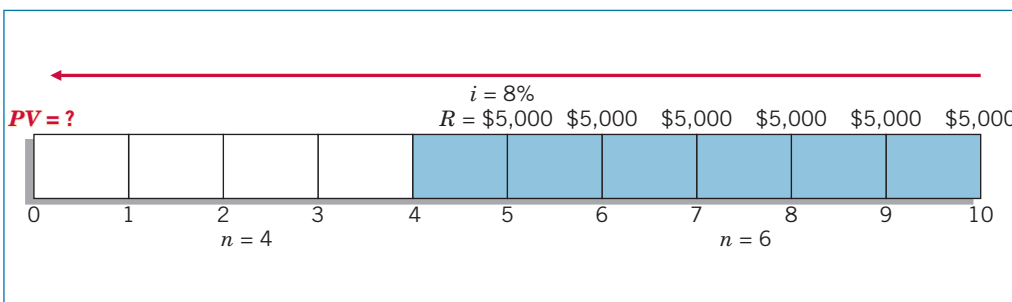 i = 8%
PV = ?
R = $5,000 $5,000 $5,000 $5,000 $5,000 $5,000
0 1 2 3 4 5 6 7 8 9 10
n = 4 n = 6